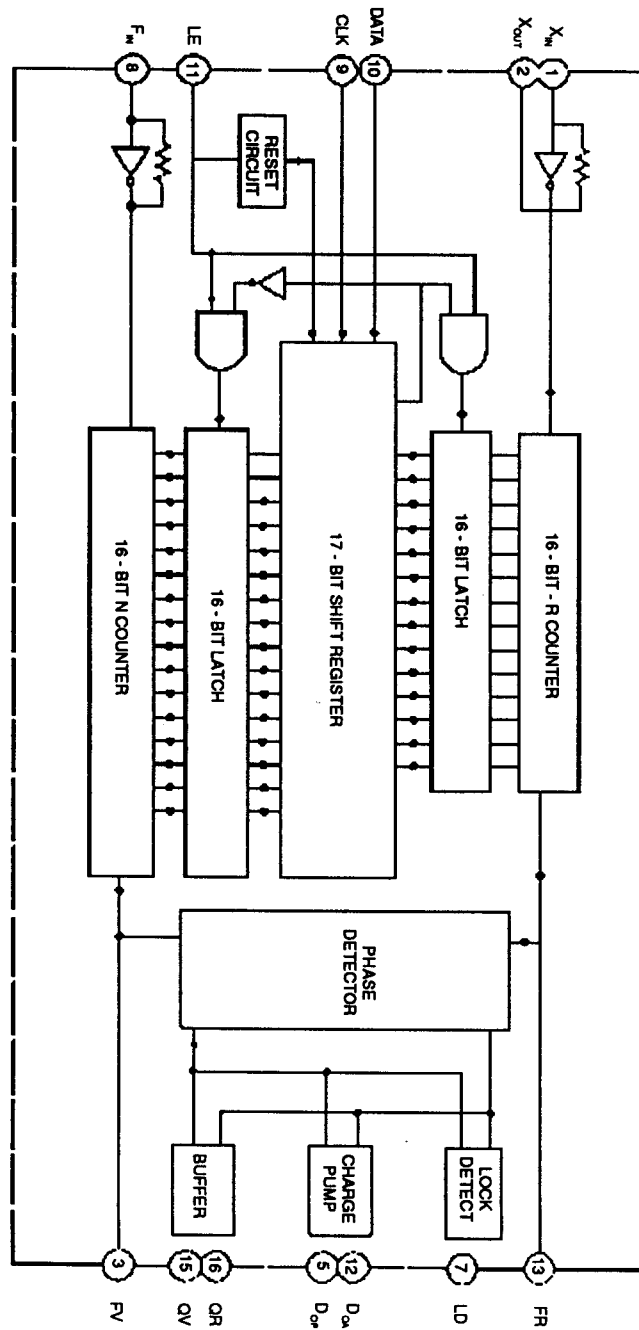 X_IN
1
X_OUT
2
DATA
10
CLK
9
LE
11
F_IN
8
RESET
CIRCUIT
16 - BIT - R COUNTER
16 - BIT LATCH
17 - BIT SHIFT REGISTER
16 - BIT LATCH
16 - BIT N COUNTER
PHASE
DETECTOR
LOCK
DETECT
CHARGE
PUMP
BUFFER
13
FR
7
LD
12
D_OA
5
D_OP
16
QR
15
QV
3
FV